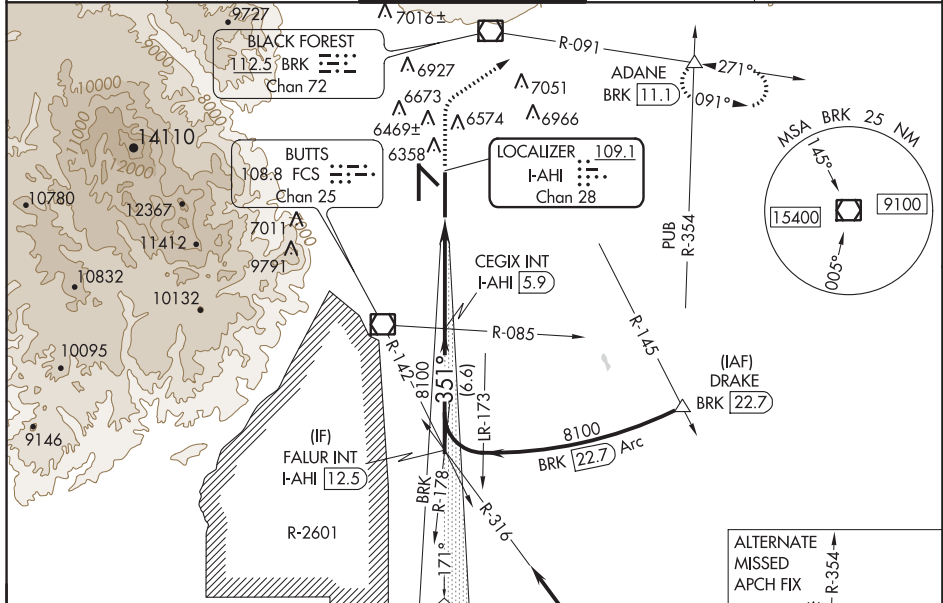 9727
7016±
9000
BLACK FOREST
112.5 BRK
Chan 72
R-091
6927
ADANE
BRK 11.1
271°
091°
7051
10000
8000
6673
6574
6966
6469±
6358
MSA BRK 25 NM
145°
15400
9100
005°
14110
12000
BUTTS
108.8 FCS
Chan 25
LOCALIZER 109.1
I-AHI
Chan 28
10780
12367
7011
11412
9791
PUB
R-354
CEGIX INT
I-AHI 5.9
10832
10132
R-085
R-145
R-142
8100
351°
(6.6)
LR-173
10095
(IAF)
DRAKE
BRK 22.7
9146
8100
BRK 22.7 Arc
(IF)
FALUR INT
I-AHI 12.5
BRK
R-178
R-316
R-2601
171°
ALTERNATE
MISSED
APCH FIX
R-354